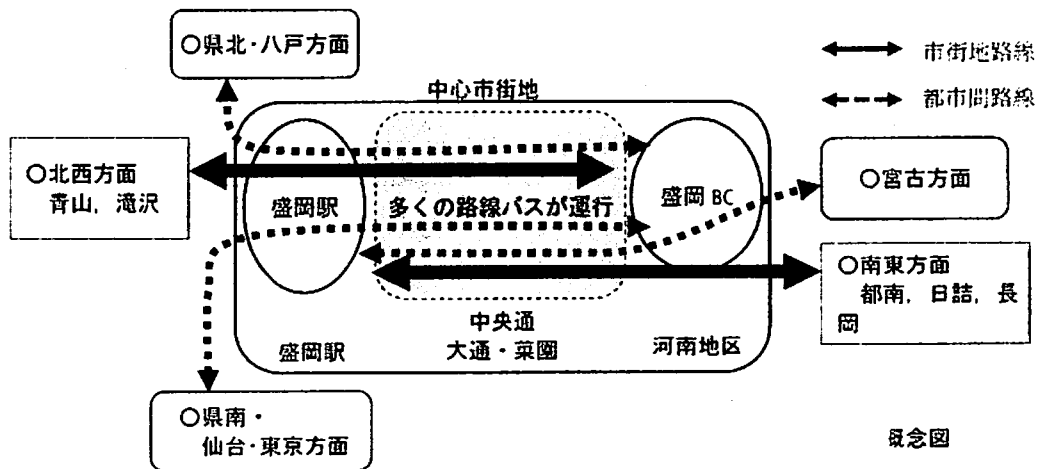 ○県北・八戸方面
市街地路線
都市間路線
中心市街地
○北西方面
青山，滝沢
盛岡駅
多くの路線バスが運行
盛岡 BC
○宮古方面
○南東方面
都南，日詰，長
岡
盛岡駅
中央通
大通・菜園
河南地区
○県南・
仙台・東京方面
概念図